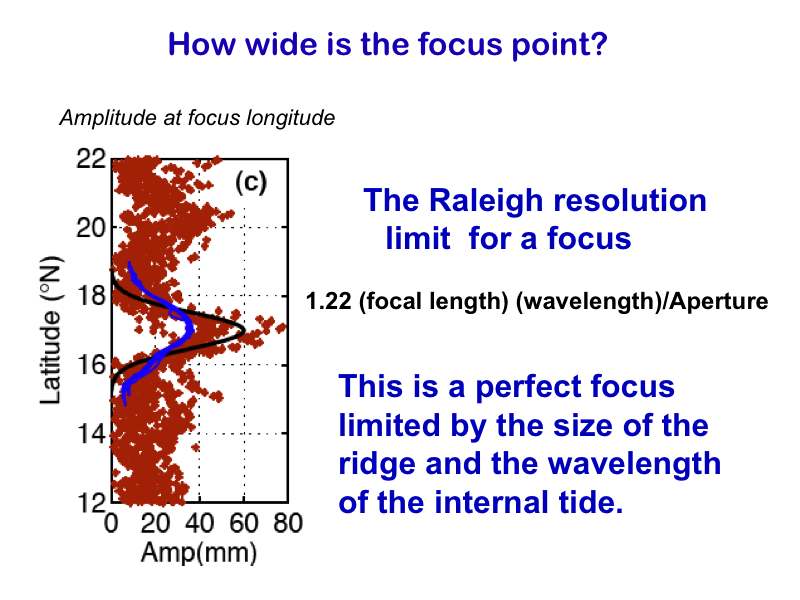 How wide is the focus point?
Amplitude at focus longitude
22
20
18
16
14
12
Latitude (°N)
(c)
0 20 40 60 80
Amp(mm)
The Raleigh resolution
limit for a focus
1.22 (focal length) (wavelength)/Aperture
This is a perfect focus
limited by the size of the
ridge and the wavelength
of the internal tide.